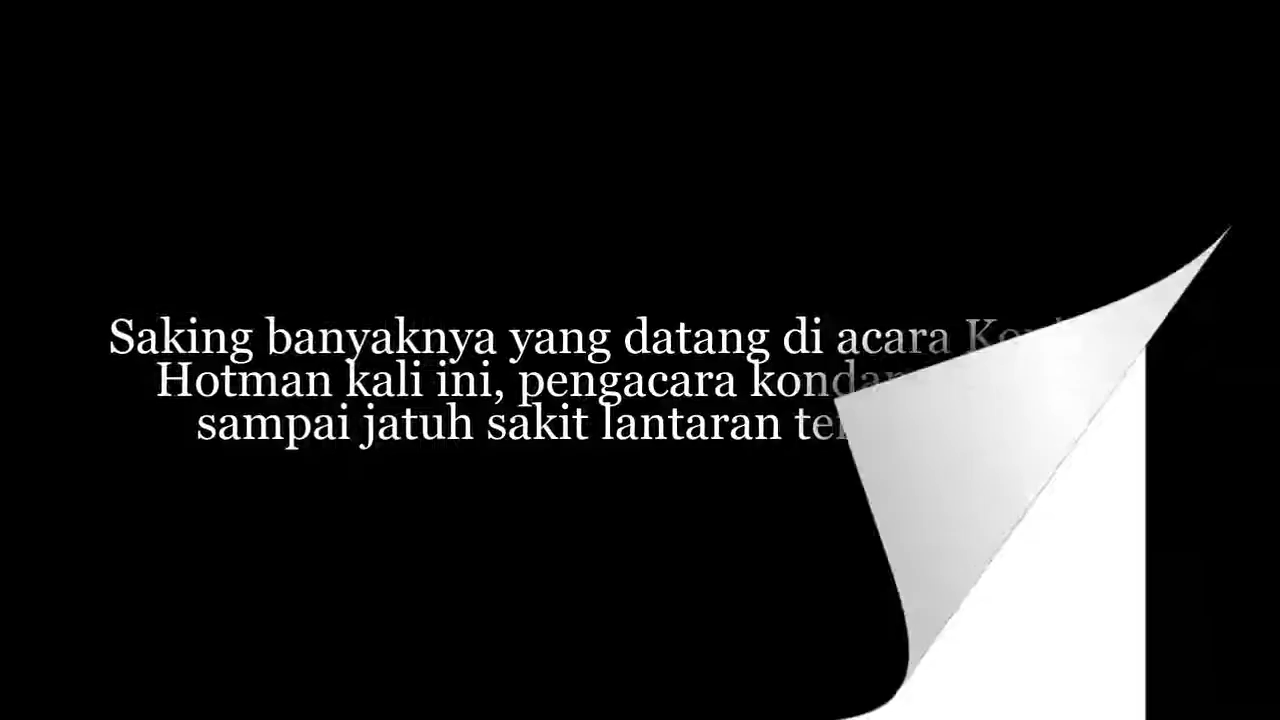 Saking banyaknya yang datang di acara
Hotman kali ini, pengacara
sampai jatuh sakit lantaran